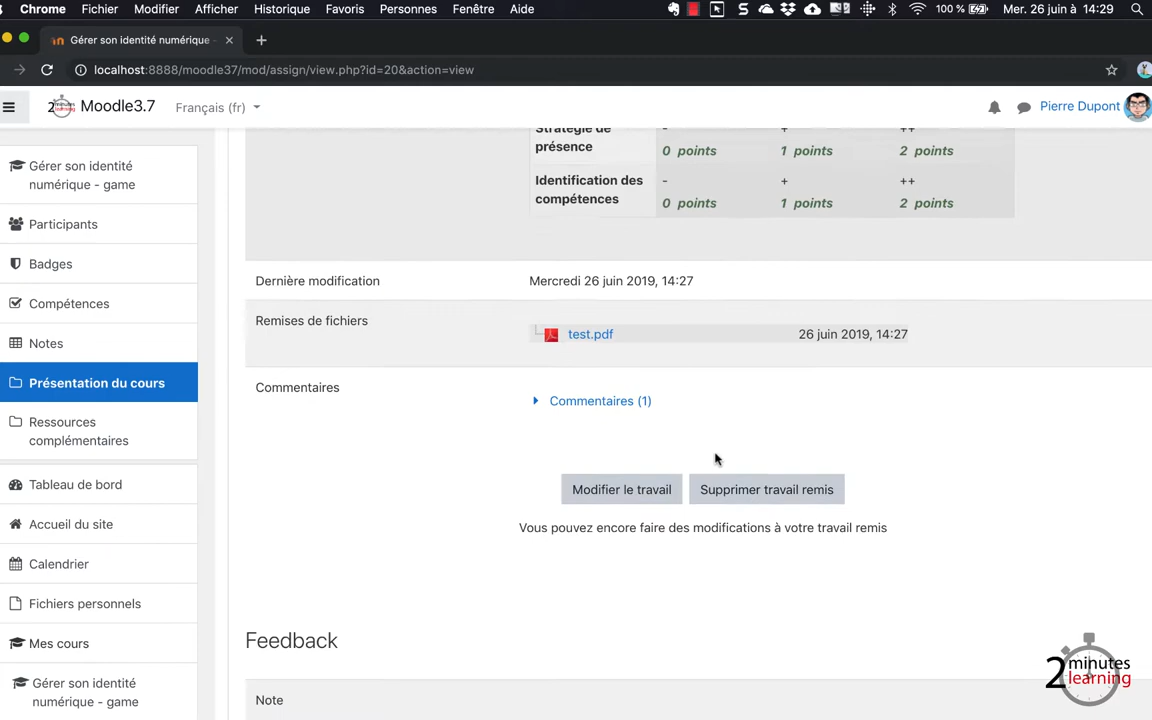 Chrome Fichier Modifier Afficher Historique Favoris Personnes Fenêtre Aide 100 % Mer. 26 juin à 14:29
Gérer son identité numérique -
localhost:8888/moodle37/mod/assign/view.php?id=20&action=view
2 minutes learning Moodle3.7 Français (fr) Pierre Dupont
Gérer son identité
numérique - game
Participants
Badges
Compétences
Notes
Présentation du cours
Ressources
complémentaires
Tableau de bord
Accueil du site
Calendrier
Fichiers personnels
Mes cours
Gérer son identité
numérique - game
Stratégie de - + ++
présence 0 points 1 points 2 points
Identification des - + ++
compétences 0 points 1 points 2 points
Dernière modification Mercredi 26 juin 2019, 14:27
Remises de fichiers
test.pdf 26 juin 2019, 14:27
Commentaires
Commentaires (1)
Modifier le travail Supprimer travail remis
Vous pouvez encore faire des modifications à votre travail remis
Feedback
Note
2 minutes
learning